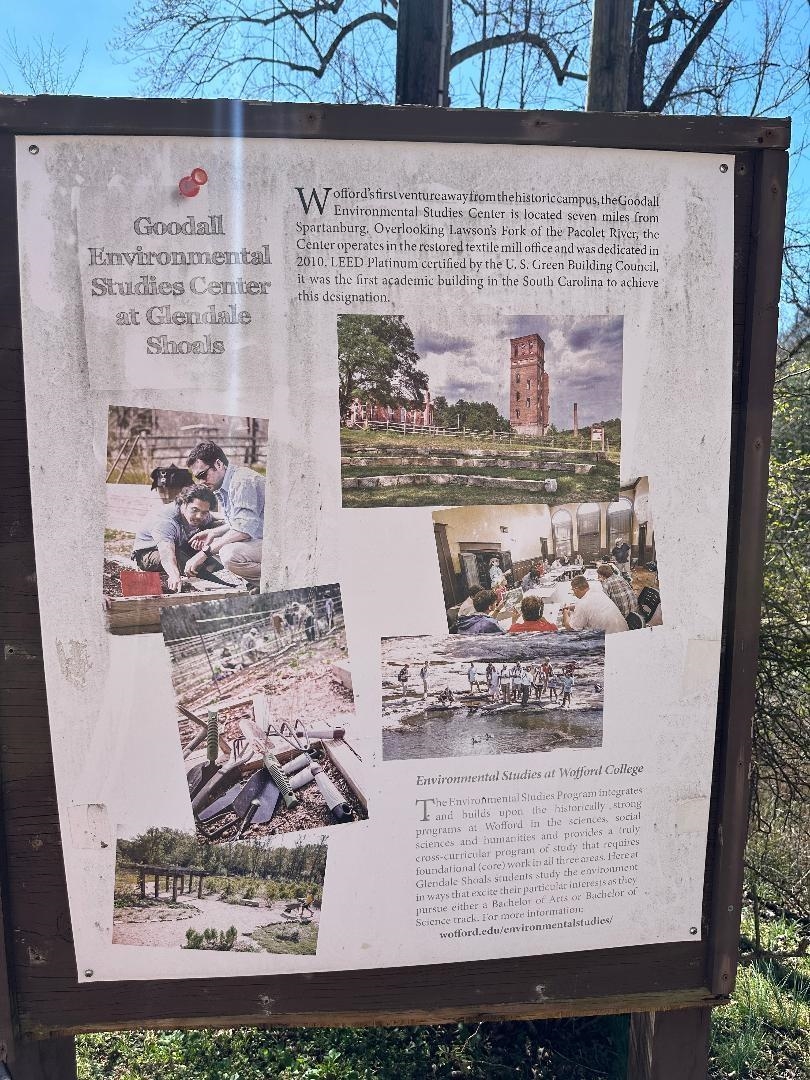 Goodall
Environmental
Studies Center
at Glendale
Shoals
Wofford's first venture away from the historic campus, the Goodall
Environmental Studies Center is located seven miles from
Spartanburg. Overlooking Lawson's Fork of the Pacolet River, the
Center operates in the restored textile mill office and was dedicated in
2010. LEED Platinum certified by the U. S. Green Building Council,
it was the first academic building in the South Carolina to achieve
this designation.
Environmental Studies at Wofford College
The Environmental Studies Program integrates
and builds upon the historically strong
programs at Wofford in the sciences, social
sciences and humanities and provides a truly
cross-curricular program of study that requires
foundational (core) work in all three areas. Here at
Glendale Shoals students study the environment
in ways that excite their particular interests as they
pursue either a Bachelor of Arts or Bachelor of
Science track. For more information:
wofford.edu/environmentalstudies/